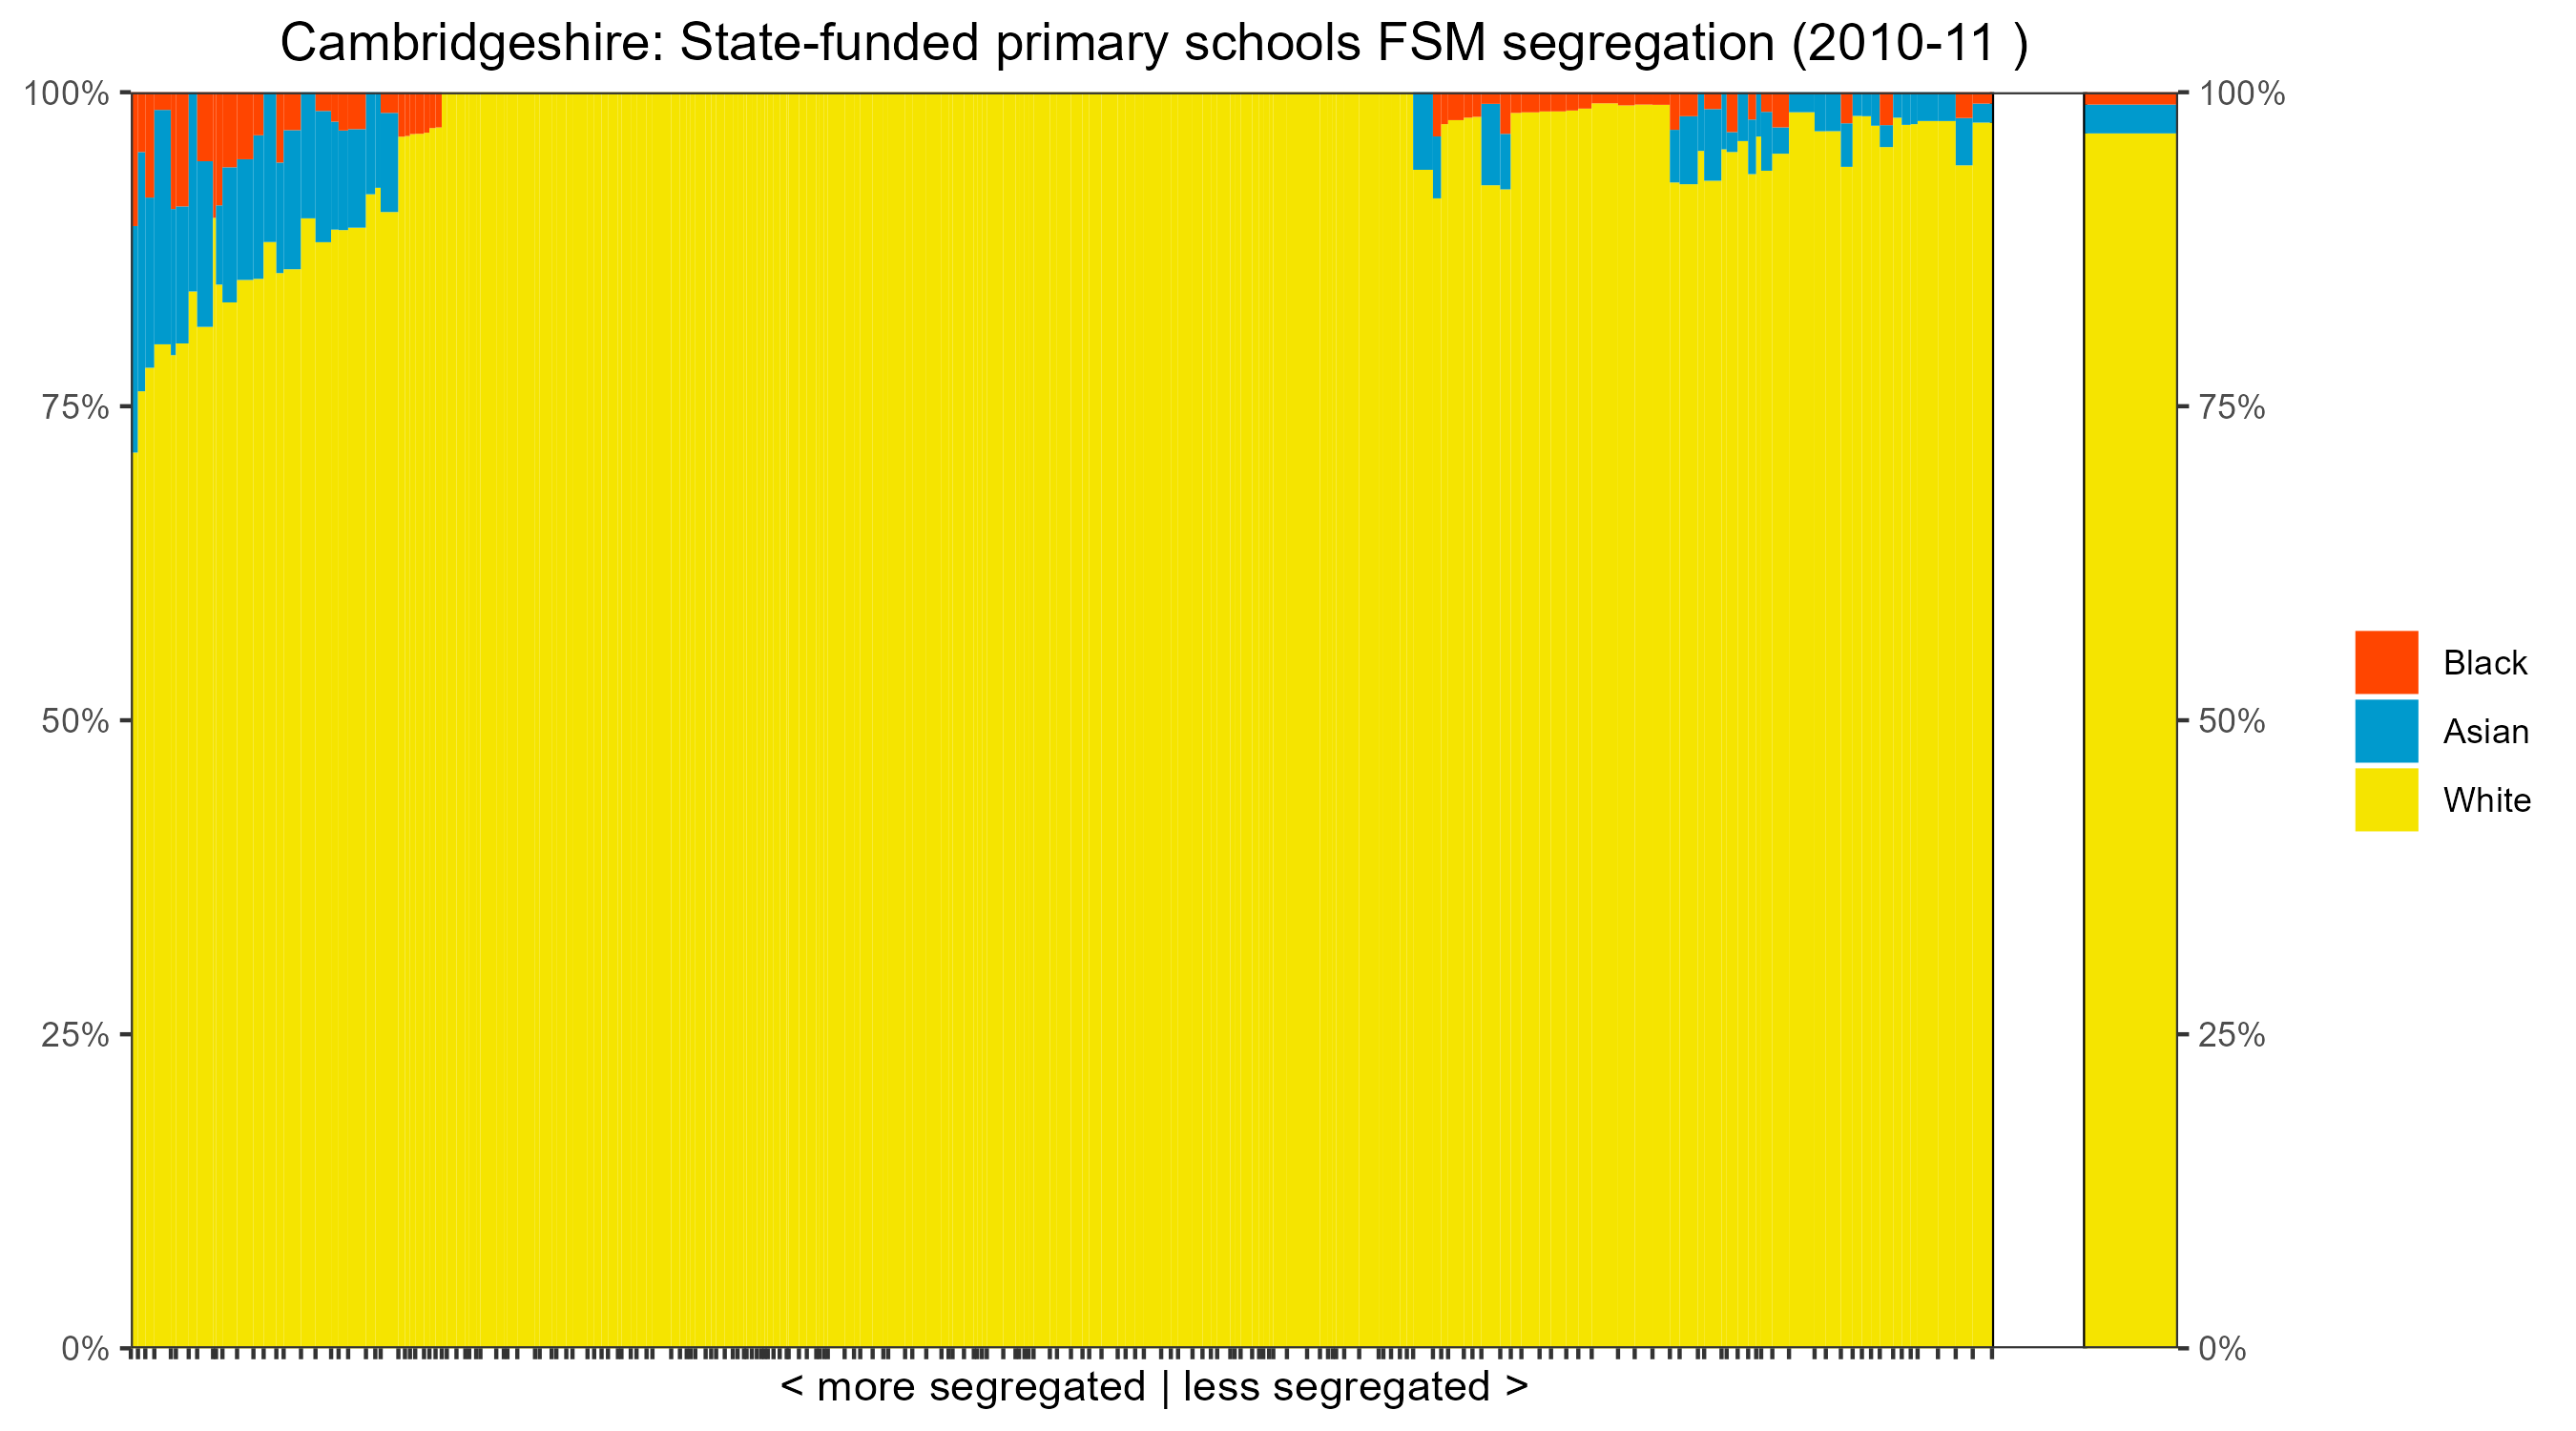 Cambridgeshire: State-funded primary schools FSM segregation (2010-11 )
100%
75%
50%
25%
0%
100%
75%
50%
25%
0%
Black
Asian
White
< more segregated | less segregated >